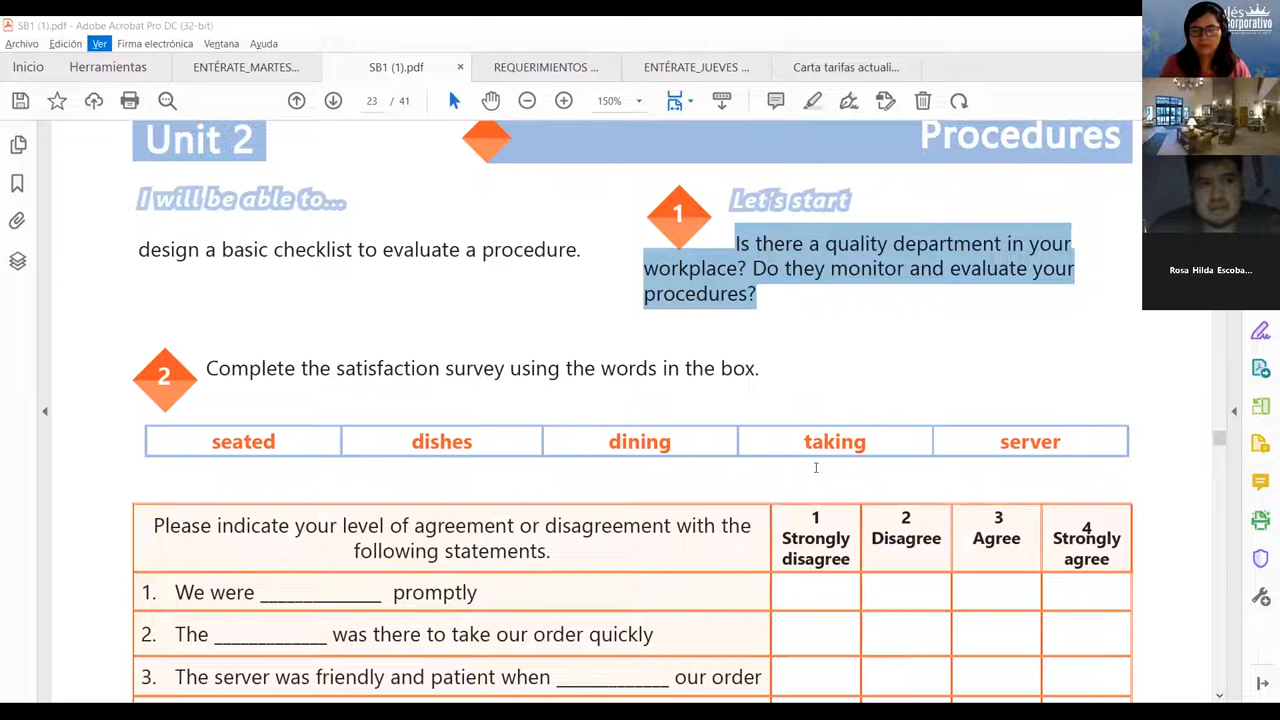 SB1 (1).pdf - Adobe Acrobat Pro DC (32-bit)
Archivo Edición Ver Firma electrónica Ventana Ayuda
Inicio Herramientas ENTÉRATE_MARTES... SB1 (1).pdf × REQUERIMIENTOS ... ENTÉRATE_JUEVES ... Carta tarifas actuali...
23 / 41 150%
Unit 2 Procedures
I will be able to...
design a basic checklist to evaluate a procedure.
1 Let's start
Is there a quality department in your
workplace? Do they monitor and evaluate your
procedures?
2 Complete the satisfaction survey using the words in the box.
seated dishes dining taking server
Please indicate your level of agreement or disagreement with the
following statements.
1
Strongly
disagree
2
Disagree
3
Agree
4
Strongly
agree
1. We were _____________ promptly
2. The _____________ was there to take our order quickly
3. The server was friendly and patient when _____________ our order
Rosa Hilda Escoba...